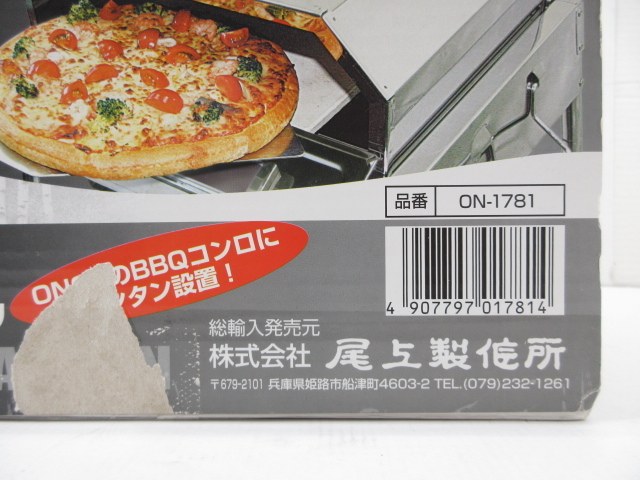 品番 ON-1781
ON のBBQコンロに
ッタン設置！
4 907797 017814
総輸入発売元
株式会社 尾上製作所
〒679-2101 兵庫県姫路市船津町4603-2 TEL.(079)232-1261